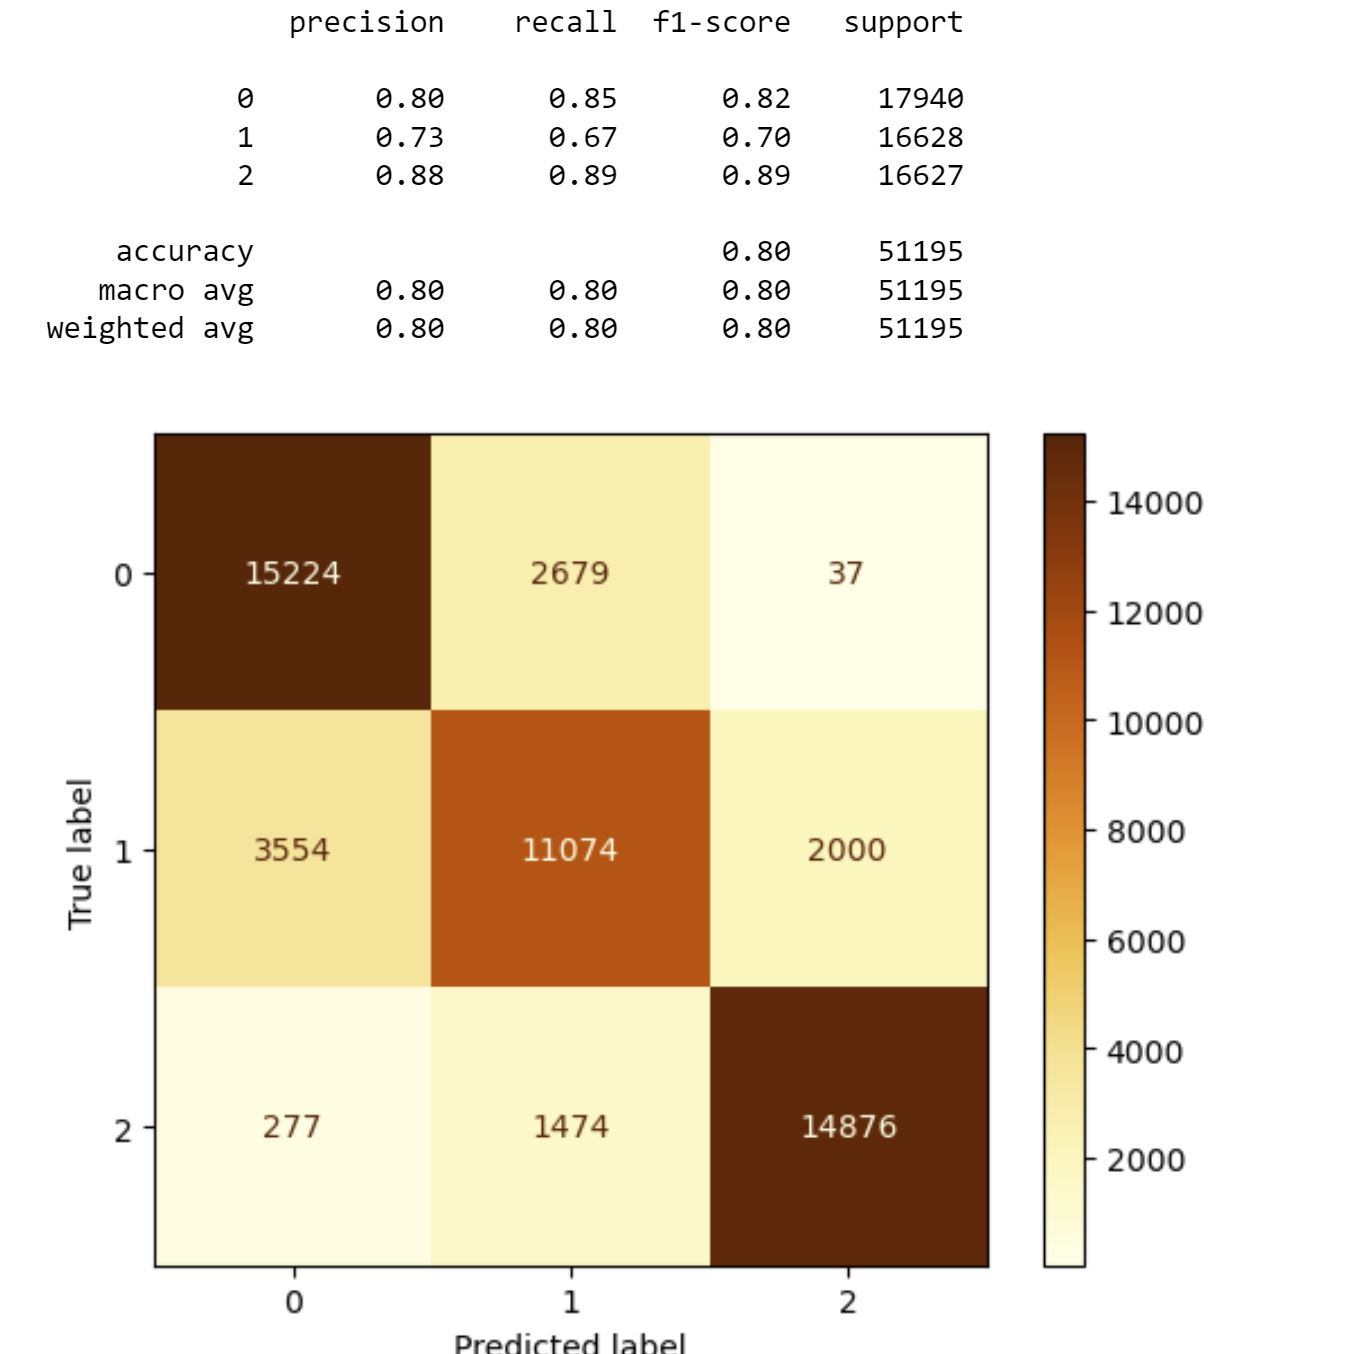 precision recall f1-score support
0 0.80 0.85 0.82 17940
1 0.73 0.67 0.70 16628
2 0.88 0.89 0.89 16627
accuracy 0.80 51195
macro avg 0.80 0.80 0.80 51195
weighted avg 0.80 0.80 0.80 51195
14000
0 15224 2679 37
12000
10000
True label
1 3554 11074 2000
8000
6000
4000
2 277 1474 14876
2000
0 1 2
Predicted label